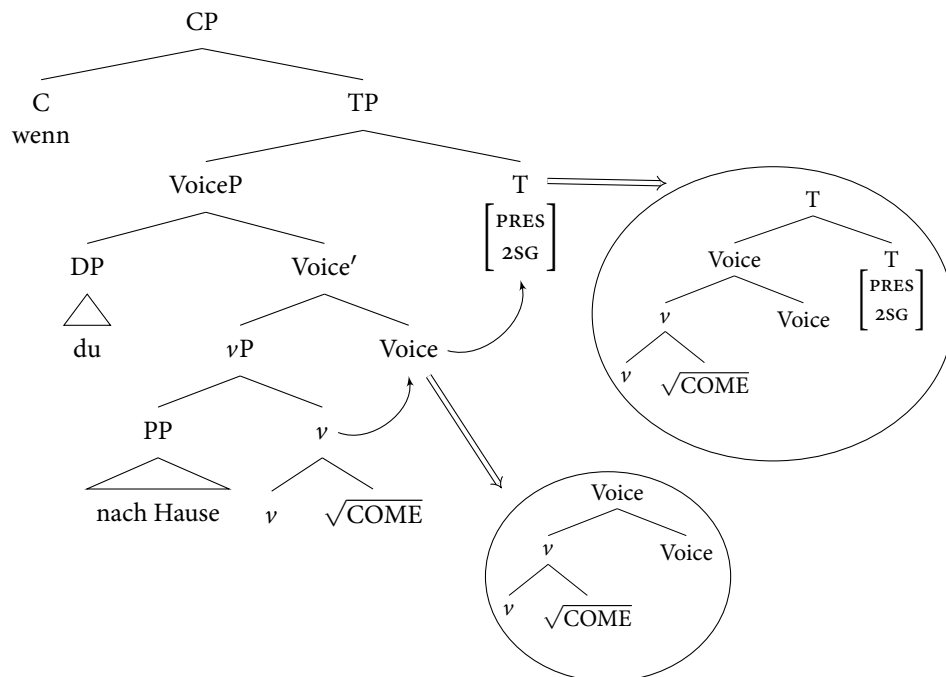 CP
C TP
wenn
VoiceP T
[PRES
2SG]
T
Voice T
[PRES
2SG]
DP Voice′
v Voice
du
vP Voice
v √COME
PP v
nach Hause v √COME
Voice
v Voice
v √COME